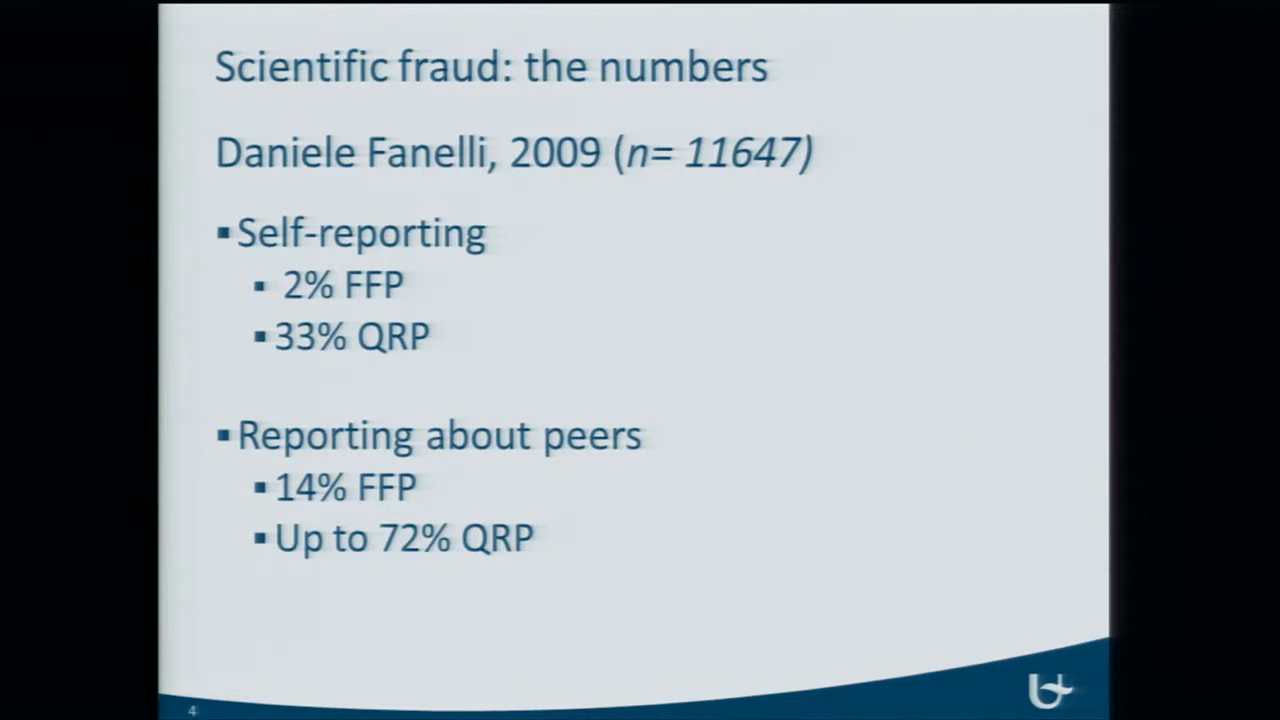 Scientific fraud: the numbers
Daniele Fanelli, 2009 (n= 11647)
▪Self-reporting
▪ 2% FFP
▪33% QRP
▪Reporting about peers
▪14% FFP
▪Up to 72% QRP
4